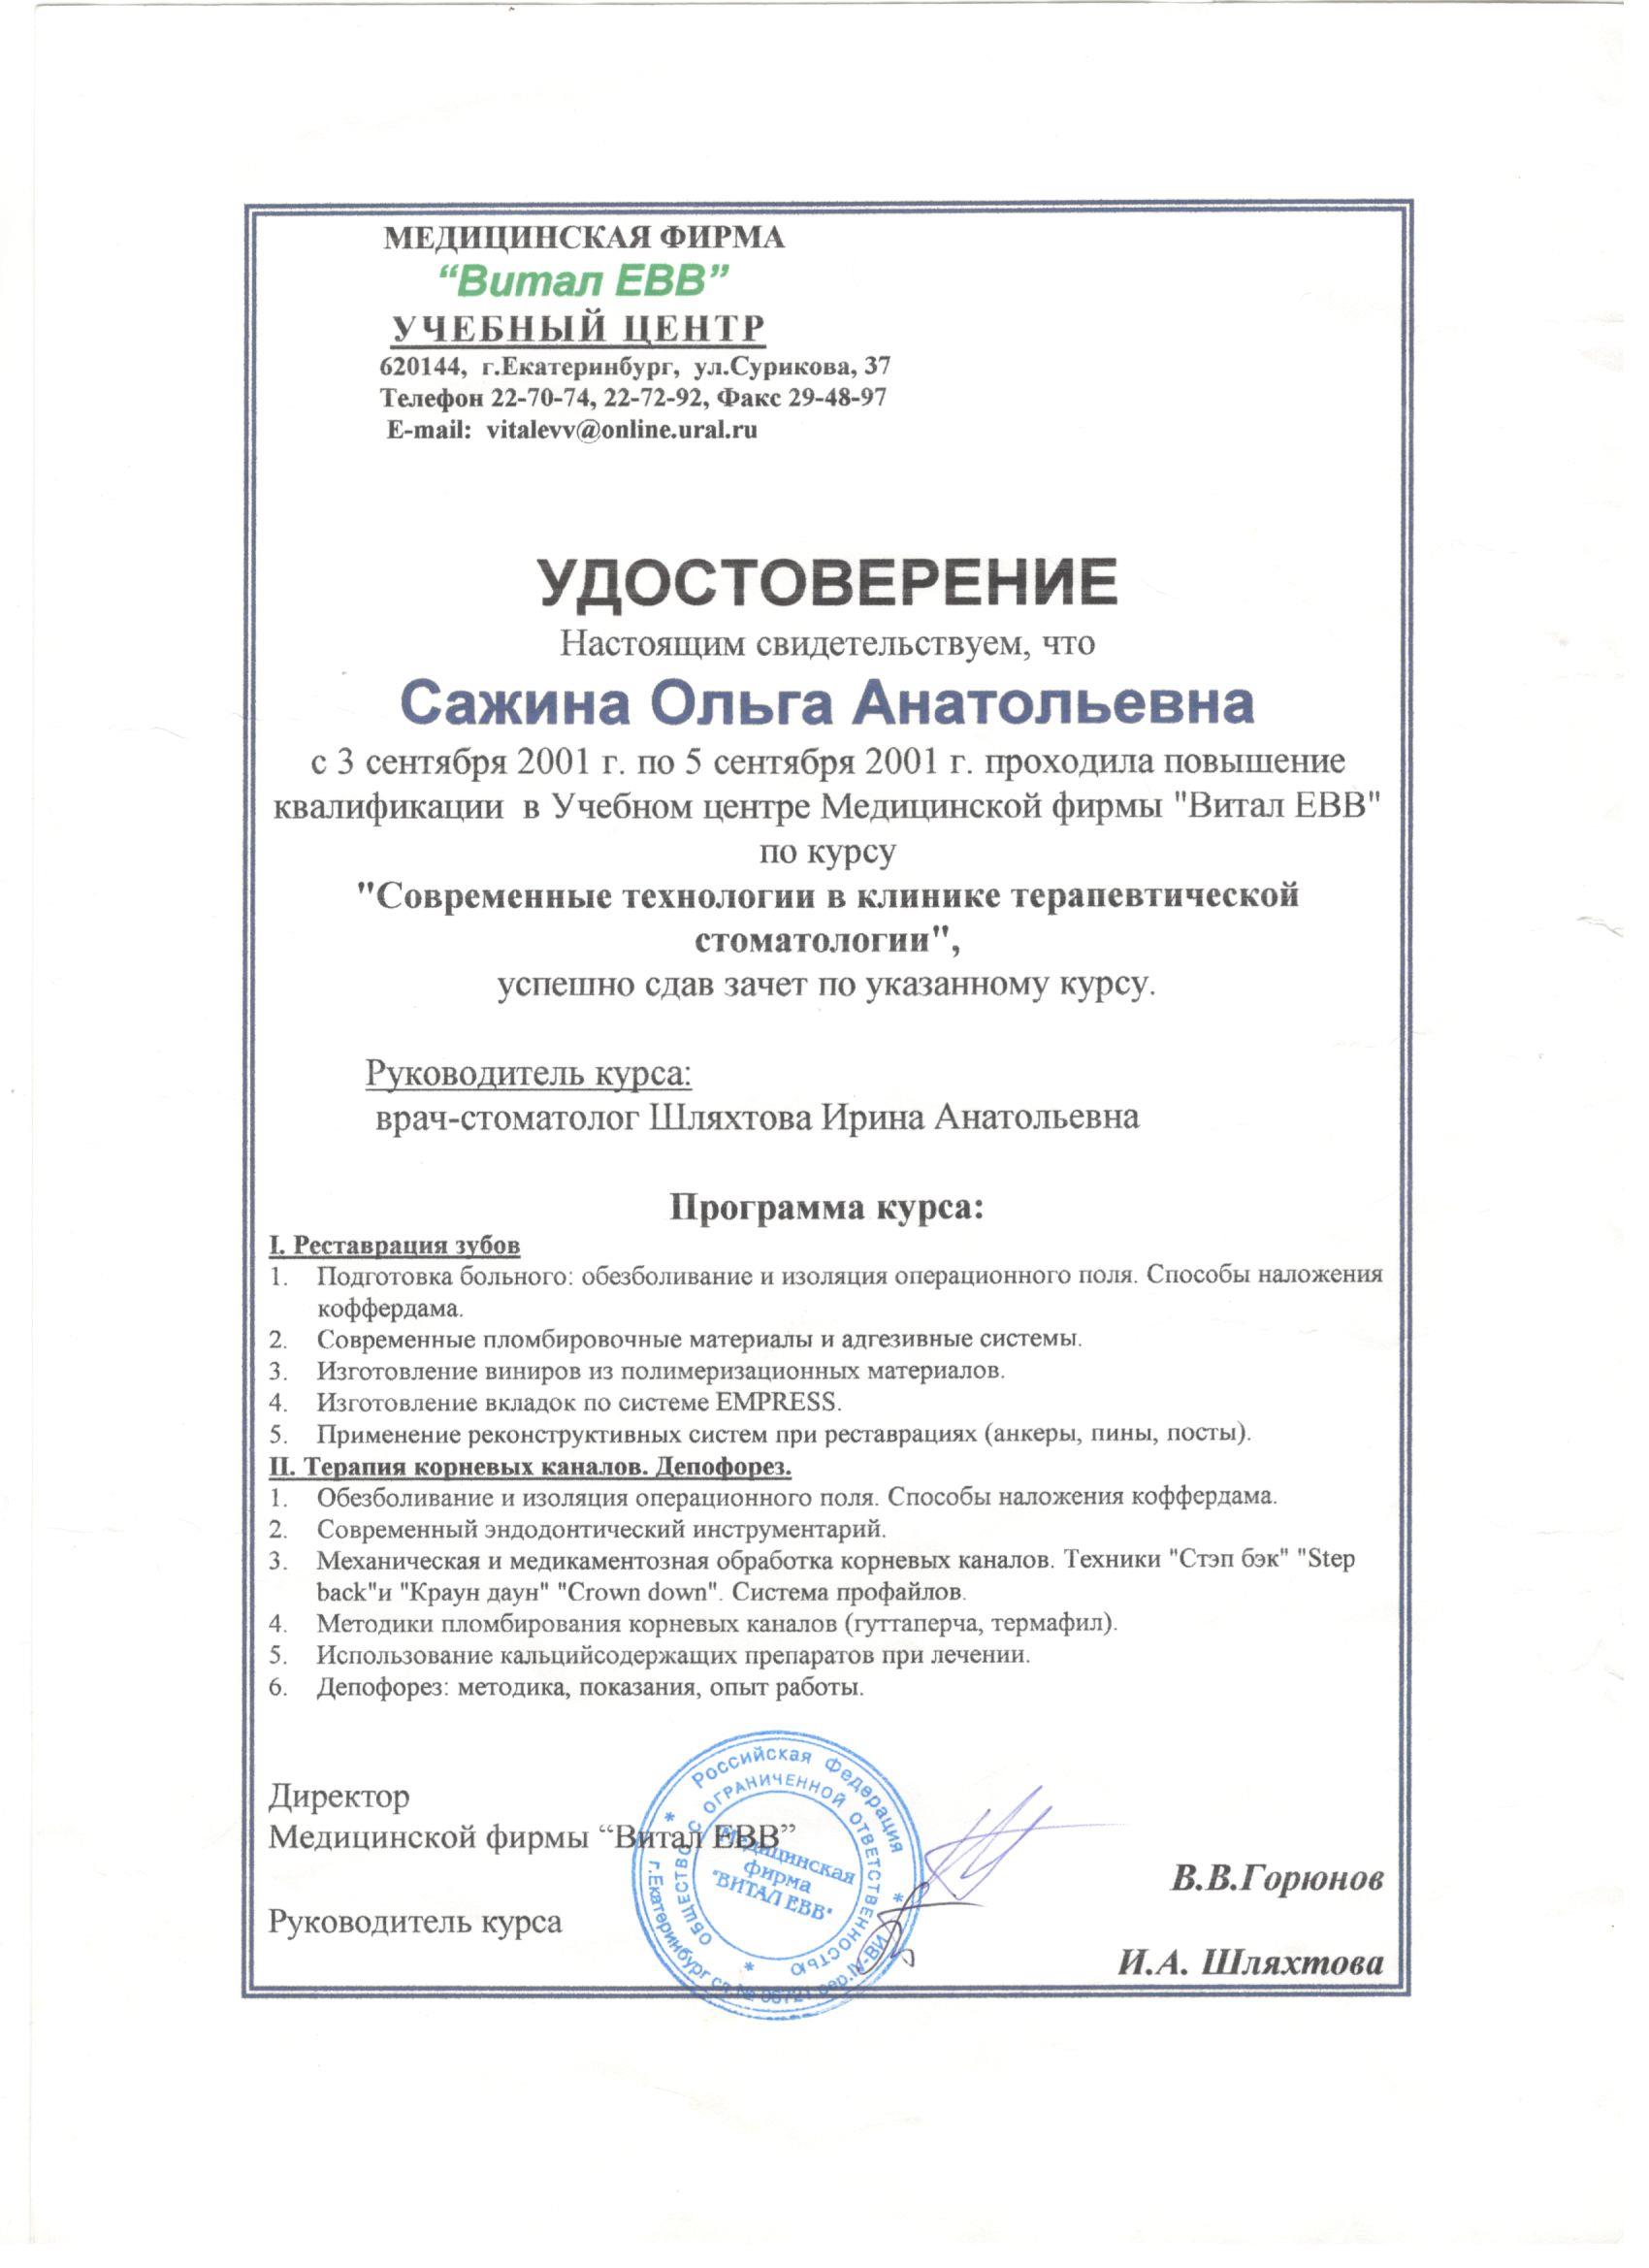 МЕДИЦИНСКАЯ ФИРМА
“Витал ЕВВ”
УЧЕБНЫЙ ЦЕНТР
620144, г.Екатеринбург, ул.Сурикова, 37
Телефон 22-70-74, 22-72-92, Факс 29-48-97
E-mail: vitalevv@online.ural.ru
УДОСТОВЕРЕНИЕ
Настоящим свидетельствуем, что
Сажина Ольга Анатольевна
с 3 сентября 2001 г. по 5 сентября 2001 г. проходила повышение
квалификации в Учебном центре Медицинской фирмы "Витал ЕВВ"
по курсу
"Современные технологии в клинике терапевтической
стоматологии",
успешно сдав зачет по указанному курсу.
Руководитель курса:
врач-стоматолог Шляхтова Ирина Анатольевна
Программа курса:
I. Реставрация зубов
1. Подготовка больного: обезболивание и изоляция операционного поля. Способы наложения
коффердама.
2. Современные пломбировочные материалы и адгезивные системы.
3. Изготовление виниров из полимеризационных материалов.
4. Изготовление вкладок по системе EMPRESS.
5. Применение реконструктивных систем при реставрациях (анкеры, пины, посты).
II. Терапия корневых каналов. Депофорез.
1. Обезболивание и изоляция операционного поля. Способы наложения коффердама.
2. Современный эндодонтический инструментарий.
3. Механическая и медикаментозная обработка корневых каналов. Техники "Стэп бэк" "Step
back"и "Краун даун" "Crown down". Система профайлов.
4. Методики пломбирования корневых каналов (гуттаперча, термафил).
5. Использование кальцийсодержащих препаратов при лечении.
6. Депофорез: методика, показания, опыт работы.
Директор
Медицинской фирмы “Витал ЕВВ”
В.В.Горюнов
Руководитель курса
И.А. Шляхтова
Российская Федерация
ОБЩЕСТВО С ОГРАНИЧЕННОЙ ОТВЕТСТВЕННОСТЬЮ
г.Екатеринбург
Медицинская
фирма
"ВИТАЛ ЕВВ"